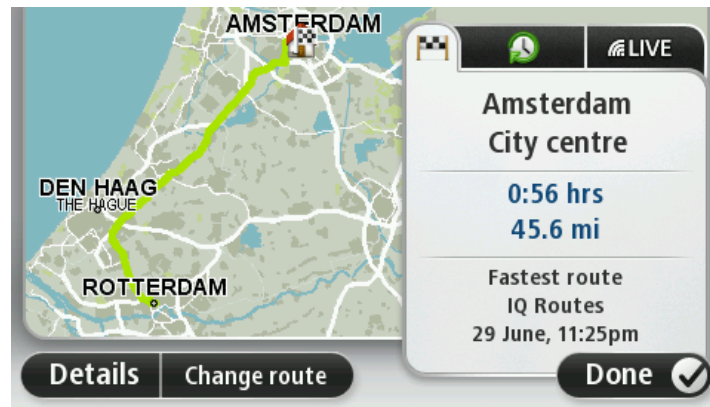 AMSTERDAM
DEN HAAG
THE HAGUE
ROTTERDAM
LIVE
Amsterdam
City centre
0:56 hrs
45.6 mi
Fastest route
IQ Routes
29 June, 11:25pm
Details
Change route
Done